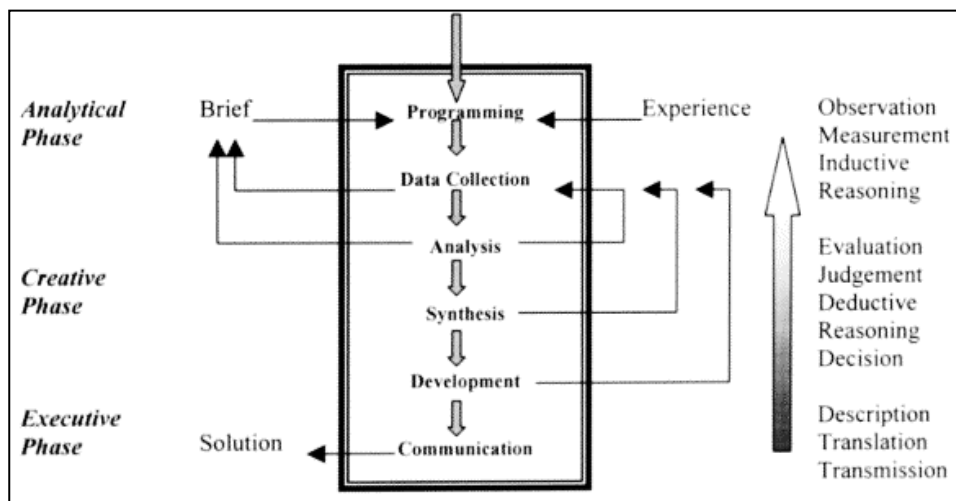 Analytical
Phase
Brief
Programming
Experience
Observation
Measurement
Inductive
Reasoning
Data Collection
Analysis
Creative
Phase
Synthesis
Evaluation
Judgement
Deductive
Reasoning
Decision
Development
Executive
Phase
Solution
Communication
Description
Translation
Transmission